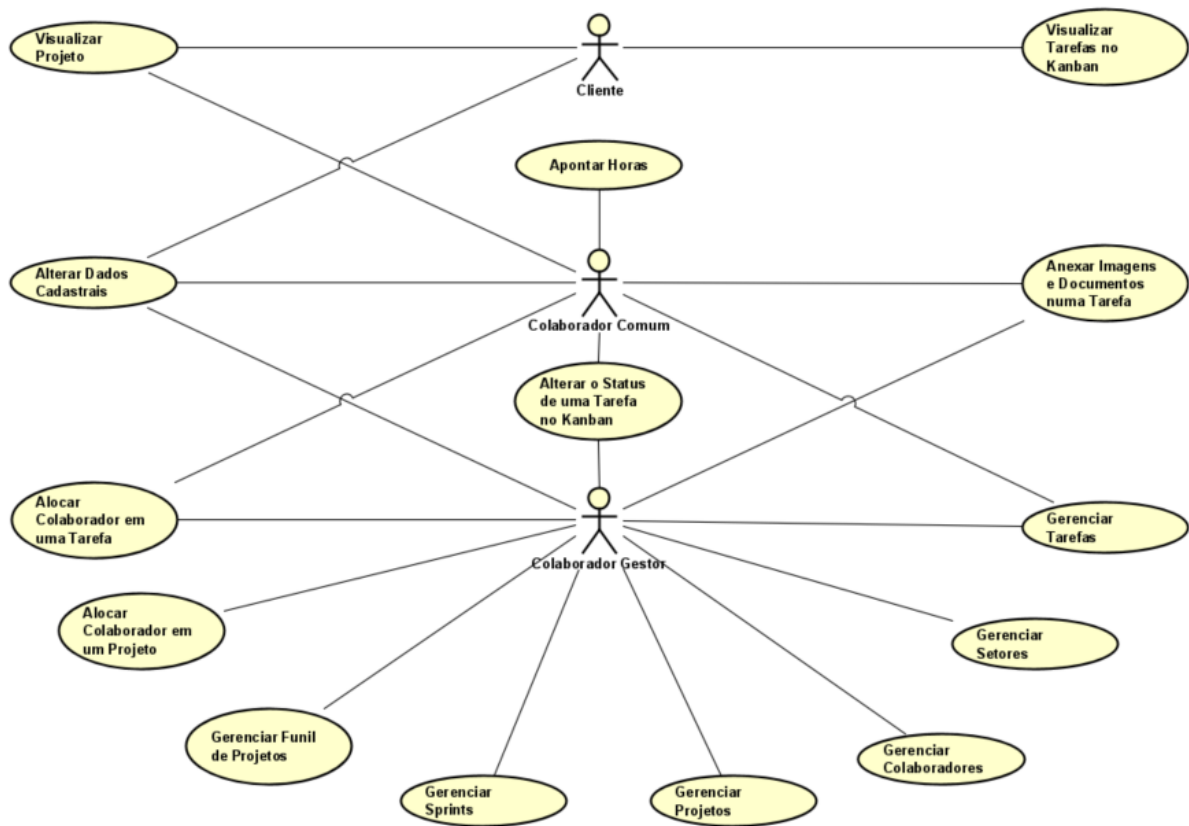 Visualizar
Projeto
Cliente
Visualizar
Tarefas no
Kanban
Apontar Horas
Alterar Dados
Cadastrais
Colaborador Comum
Anexar Imagens
e Documentos
numa Tarefa
Alterar o Status
de uma Tarefa
no Kanban
Alocar
Colaborador em
uma Tarefa
Colaborador Gestor
Gerenciar
Tarefas
Alocar
Colaborador em
um Projeto
Gerenciar
Setores
Gerenciar Funil
de Projetos
Gerenciar
Colaboradores
Gerenciar
Sprints
Gerenciar
Projetos